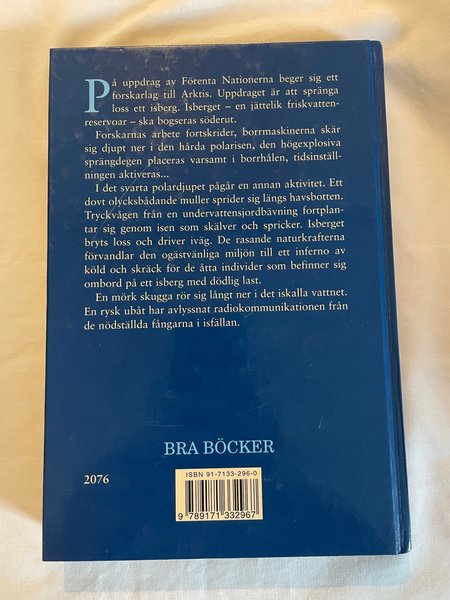 På uppdrag av Förenta Nationerna beger sig ett
forskarlag till Arktis. Uppdraget är att spränga
loss ett isberg. Isberget – en jättelik friskvatten-
reservoar – ska bogseras söderut.
Forskarnas arbete fortskrider, borrmaskinerna skär
sig djupt ner i den hårda polarisen, den högexplosiva
sprängdegen placeras varsamt i borrhålen, tidsinställ-
ningen aktiveras...
I det svarta polardjupet pågår en annan aktivitet. Ett
dovt olycksbådande muller sprider sig längs havsbotten.
Tryckvågen från en undervattensjordbävning fortplan-
tar sig genom isen som skälver och spricker. Isberget
bryts loss och driver iväg. De rasande naturkrafterna
förvandlar den ogästvänliga miljön till ett inferno av
köld och skräck för de åtta individer som befinner sig
ombord på ett isberg med dödlig last.
En mörk skugga rör sig långt ner i det iskalla vattnet.
En rysk ubåt har avlyssnat radiokommunikationen från
de nödställda fångarna i isfällan.
BRA BÖCKER
ISBN 91-7133-296-0
2076
9 789171 332967